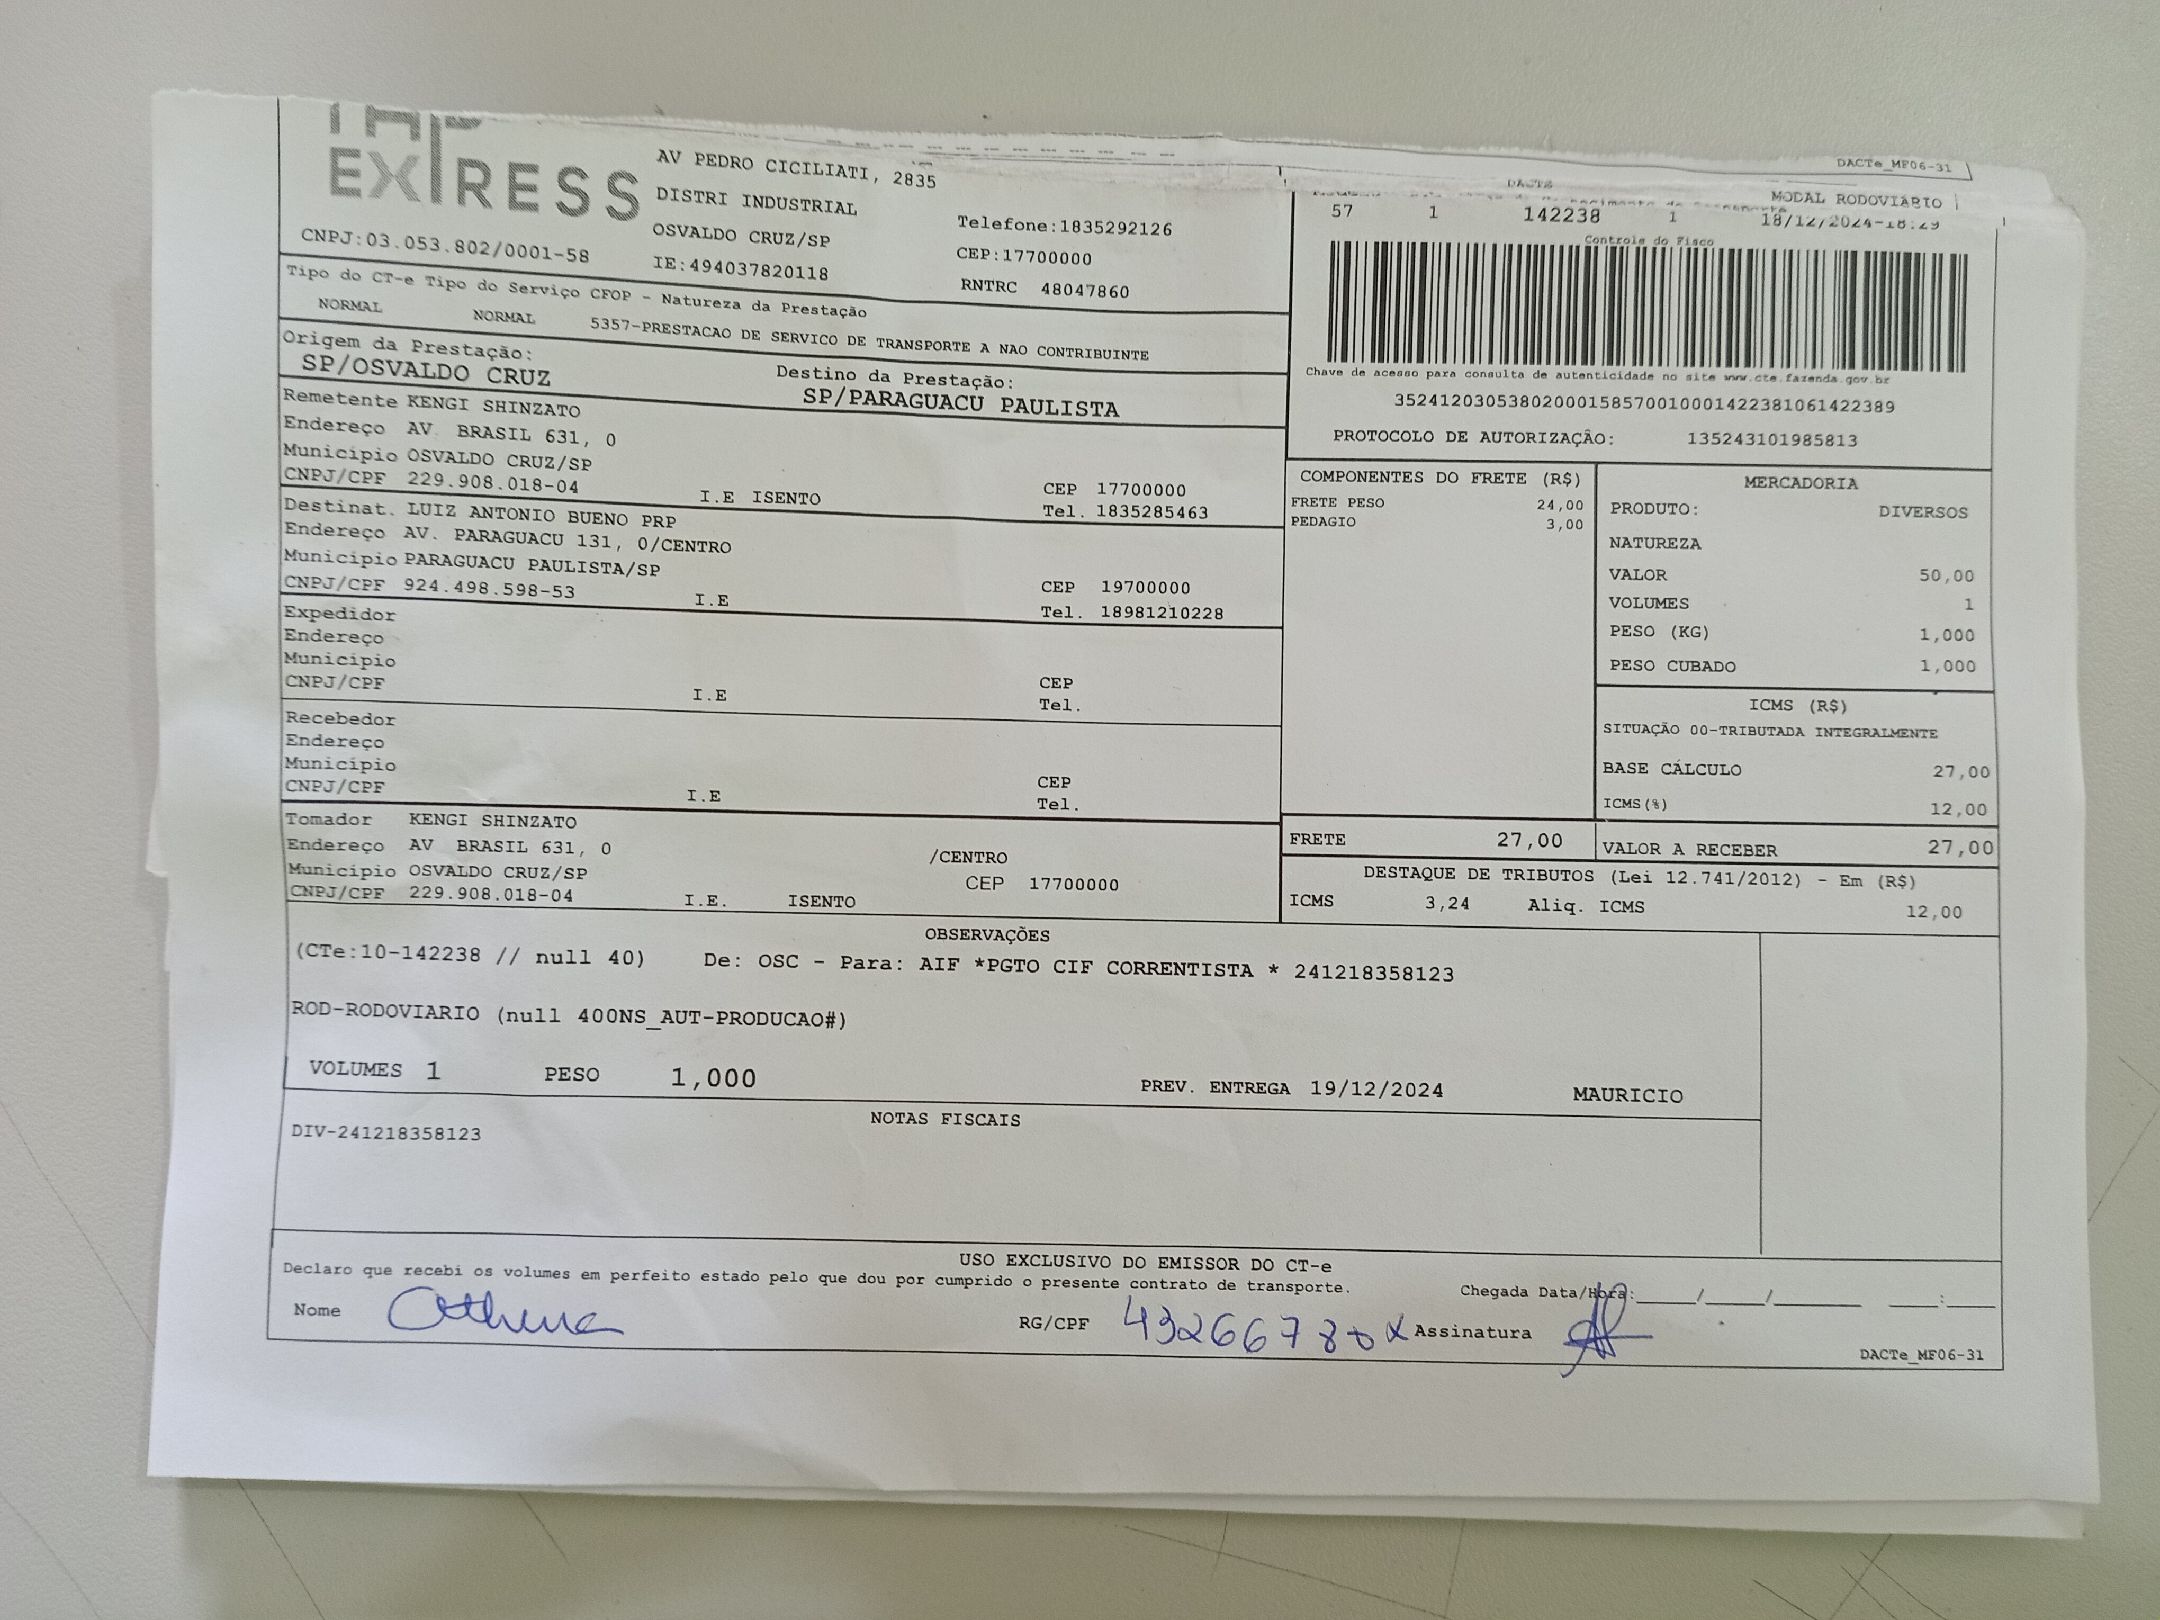 DACTe_MF06-31
EXPRESS
AV PEDRO CICILIATI, 2835
DISTRI INDUSTRIAL
OSVALDO CRUZ/SP
IE:494037820118
Telefone:1835292126
CEP:17700000
RNTRC 48047860
CNPJ:03.053.802/0001-58
DACTE
MODAL RODOVIÁRIO
57 1 142238 1 18/12/2024-18:29
Controle do Fisco
Chave de acesso para consulta de autenticidade no site www.cte.fazenda.gov.br
35241203053802000158570010001422381061422389
PROTOCOLO DE AUTORIZAÇÃO: 135243101985813
Tipo do CT-e Tipo do Serviço CFOP - Natureza da Prestação
NORMAL NORMAL 5357-PRESTACAO DE SERVICO DE TRANSPORTE A NAO CONTRIBUINTE
Origem da Prestação:
SP/OSVALDO CRUZ
Destino da Prestação:
SP/PARAGUACU PAULISTA
Remetente KENGI SHINZATO
Endereço AV. BRASIL 631, 0
Município OSVALDO CRUZ/SP
CNPJ/CPF 229.908.018-04 I.E ISENTO
CEP 17700000
Tel. 1835285463
Destinat. LUIZ ANTONIO BUENO PRP
Endereço AV. PARAGUACU 131, 0/CENTRO
Município PARAGUACU PAULISTA/SP
CNPJ/CPF 924.498.598-53 I.E
CEP 19700000
Tel. 18981210228
Expedidor
Endereço
Município
CNPJ/CPF I.E
CEP
Tel.
Recebedor
Endereço
Município
CNPJ/CPF I.E
CEP
Tel.
Tomador KENGI SHINZATO
Endereço AV BRASIL 631, 0 /CENTRO
Município OSVALDO CRUZ/SP CEP 17700000
CNPJ/CPF 229.908.018-04 I.E. ISENTO
COMPONENTES DO FRETE (R$)
FRETE PESO 24,00
PEDAGIO 3,00
MERCADORIA
PRODUTO: DIVERSOS
NATUREZA
VALOR 50,00
VOLUMES 1
PESO (KG) 1,000
PESO CUBADO 1,000
ICMS (R$)
SITUAÇÃO 00-TRIBUTADA INTEGRALMENTE
BASE CÁLCULO 27,00
ICMS(%) 12,00
FRETE 27,00
VALOR A RECEBER 27,00
DESTAQUE DE TRIBUTOS (Lei 12.741/2012) - Em (R$)
ICMS 3,24 Aliq. ICMS 12,00
OBSERVAÇÕES
(CTe:10-142238 // null 40) De: OSC - Para: AIF *PGTO CIF CORRENTISTA * 241218358123
ROD-RODOVIARIO (null 400NS_AUT-PRODUCAO#)
VOLUMES 1 PESO 1,000 PREV. ENTREGA 19/12/2024 MAURICIO
NOTAS FISCAIS
DIV-241218358123
USO EXCLUSIVO DO EMISSOR DO CT-e
Declaro que recebi os volumes em perfeito estado pelo que dou por cumprido o presente contrato de transporte.
Chegada Data/Hora:____/____/______ ___:___
Nome RG/CPF 43266780X Assinatura
DACTe_MF06-31